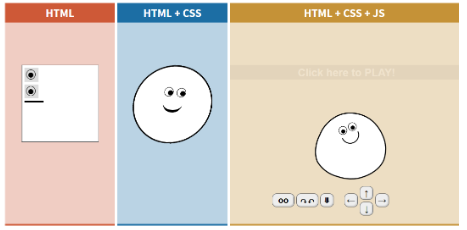 HTML
HTML + CSS
HTML + CSS + JS
Click here to PLAY!
← ↑ ↓ →